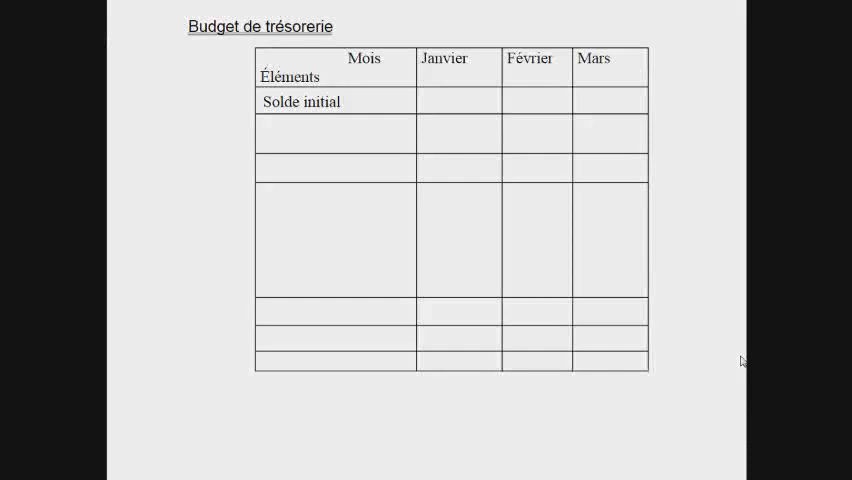 Budget de trésorerie
Mois Janvier Février Mars
Éléments
Solde initial